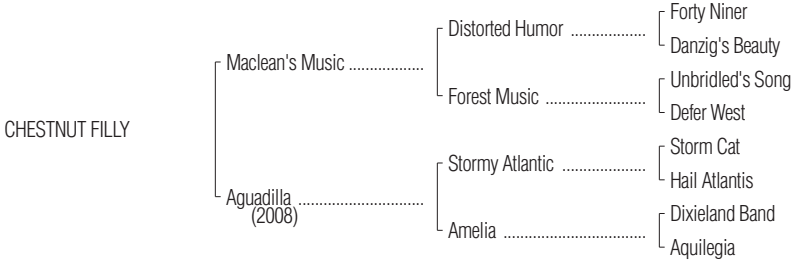 Forty Niner
Distorted Humor ..................
Danzig's Beauty
Maclean's Music ..................
Unbridled's Song
Forest Music ........................
Defer West
CHESTNUT FILLY
Storm Cat
Stormy Atlantic ....................
Hail Atlantis
Aguadilla ..............................
(2008)
Dixieland Band
Amelia ..................................
Aquilegia